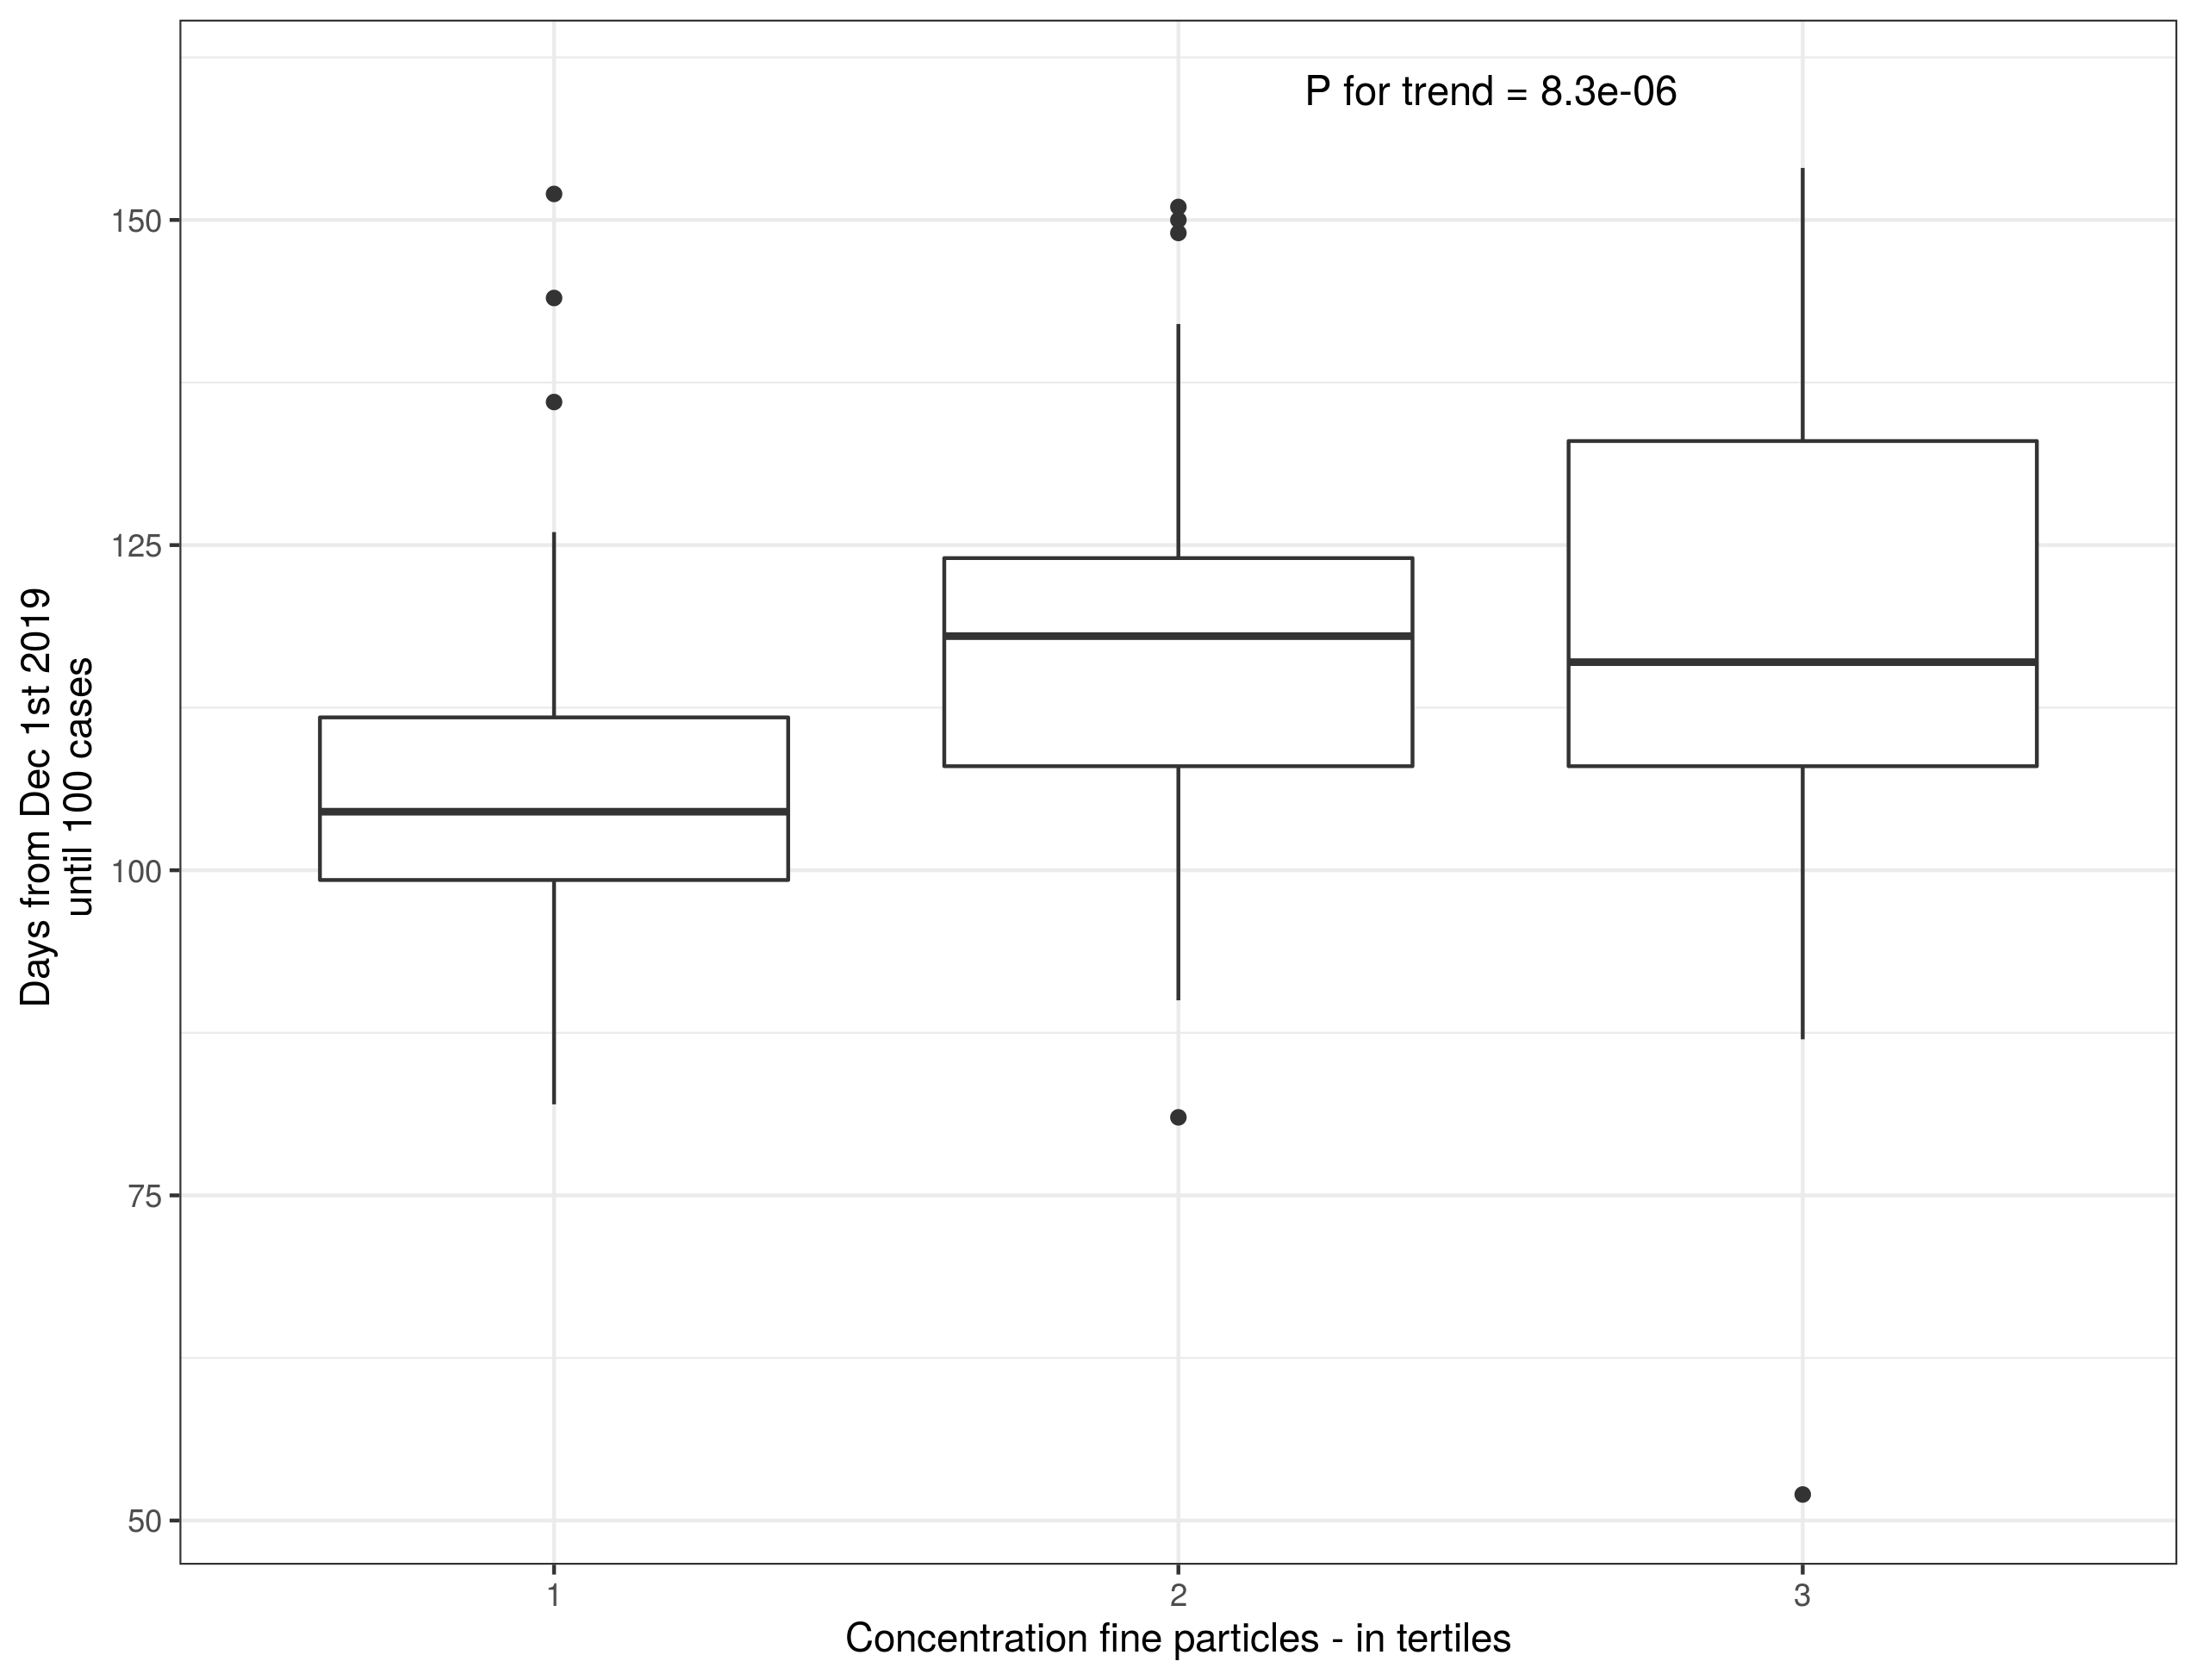 P for trend = 8.3e-06
150
125
100
75
50
Days from Dec 1st 2019
until 100 cases
1
2
3
Concentration fine particles - in tertiles